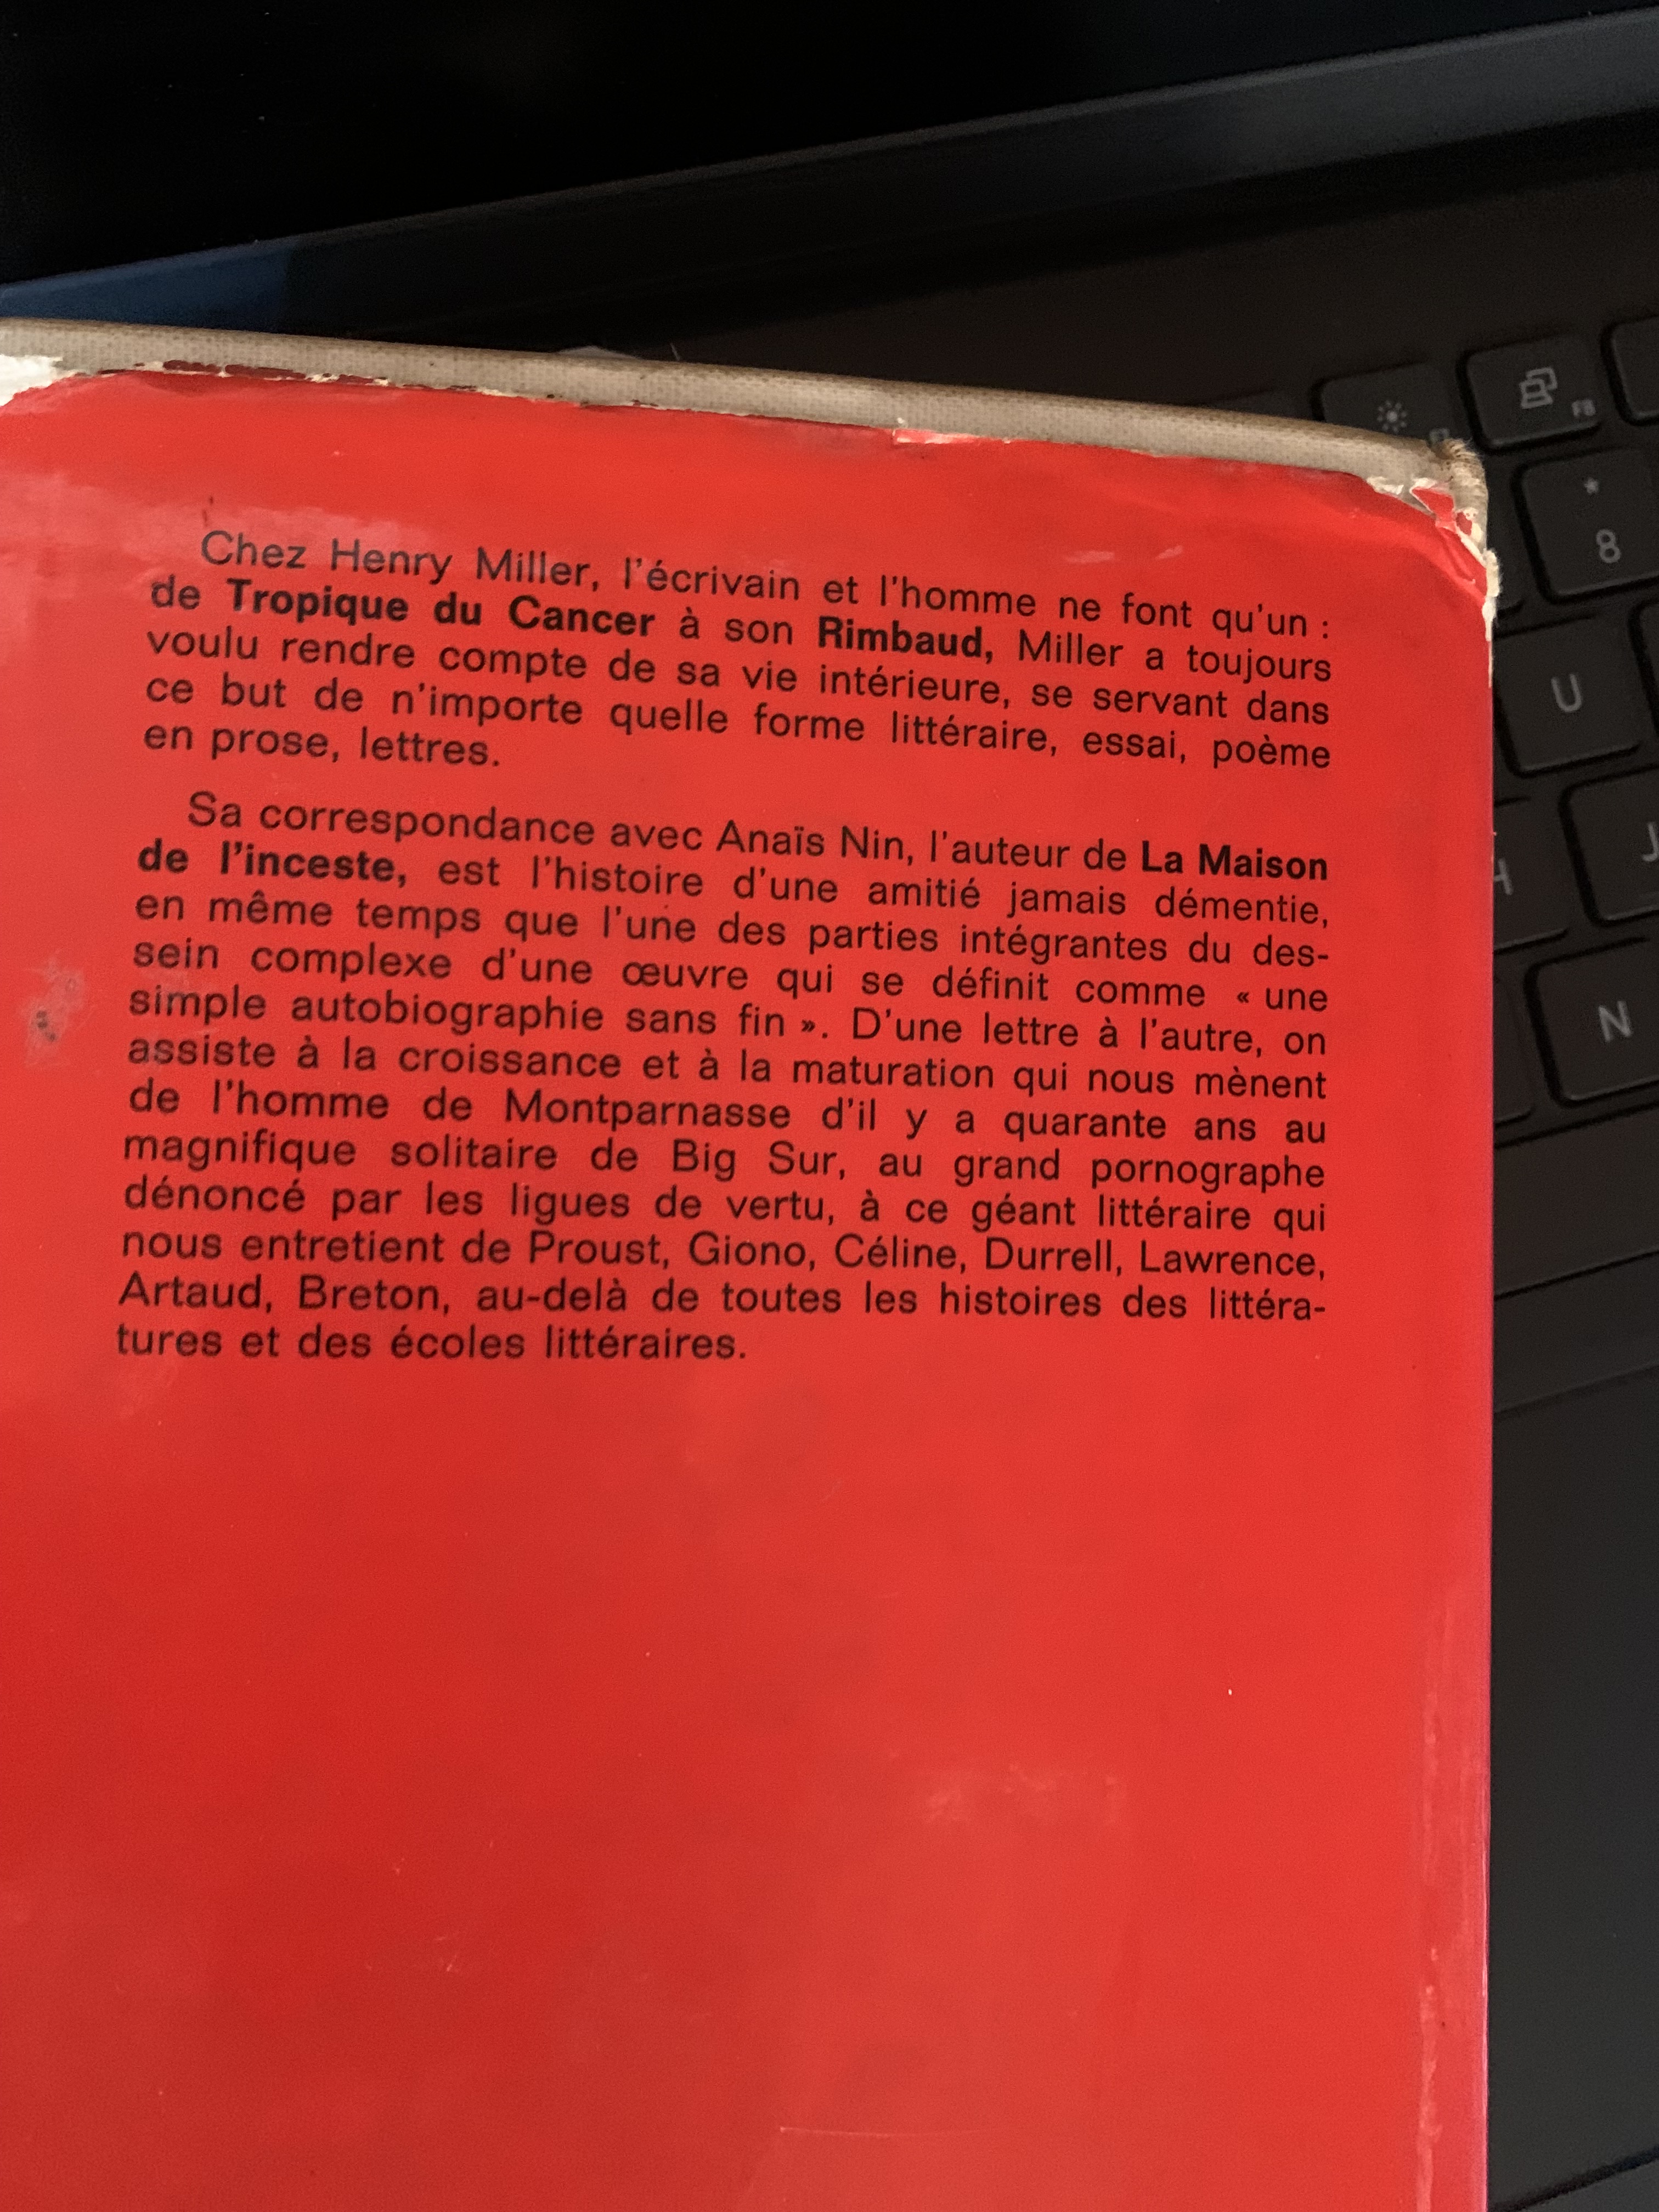 Chez Henry Miller, l'écrivain et l'homme ne font qu'un :
de Tropique du Cancer à son Rimbaud, Miller a toujours
voulu rendre compte de sa vie intérieure, se servant dans
ce but de n'importe quelle forme littéraire, essai, poème
en prose, lettres.
Sa correspondance avec Anaïs Nin, l'auteur de La Maison
de l'inceste, est l'histoire d'une amitié jamais démentie,
en même temps que l'une des parties intégrantes du des-
sein complexe d'une œuvre qui se définit comme « une
simple autobiographie sans fin ». D'une lettre à l'autre, on
assiste à la croissance et à la maturation qui nous mènent
de l'homme de Montparnasse d'il y a quarante ans au
magnifique solitaire de Big Sur, au grand pornographe
dénoncé par les ligues de vertu, à ce géant littéraire qui
nous entretient de Proust, Giono, Céline, Durrell, Lawrence,
Artaud, Breton, au-delà de toutes les histoires des littéra-
tures et des écoles littéraires.
F8
*
8
U
H
J
N